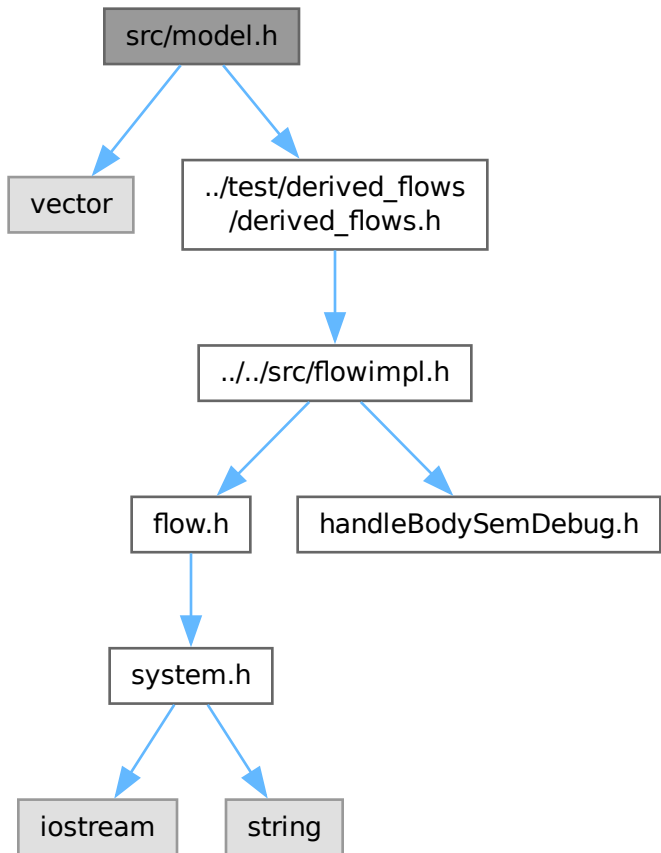 src/model.h
vector
../test/derived_flows
/derived_flows.h
../../src/flowimpl.h
flow.h
handleBodySemDebug.h
system.h
iostream
string